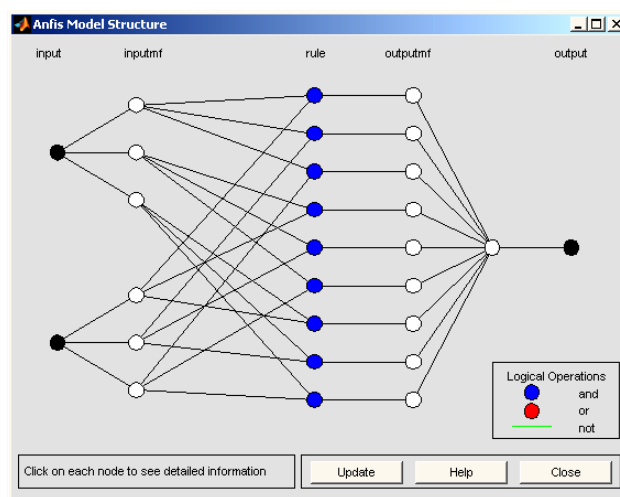 Anfis Model Structure
input inputmf rule outputmf output
Logical Operations
and
or
not
Click on each node to see detailed information Update Help Close